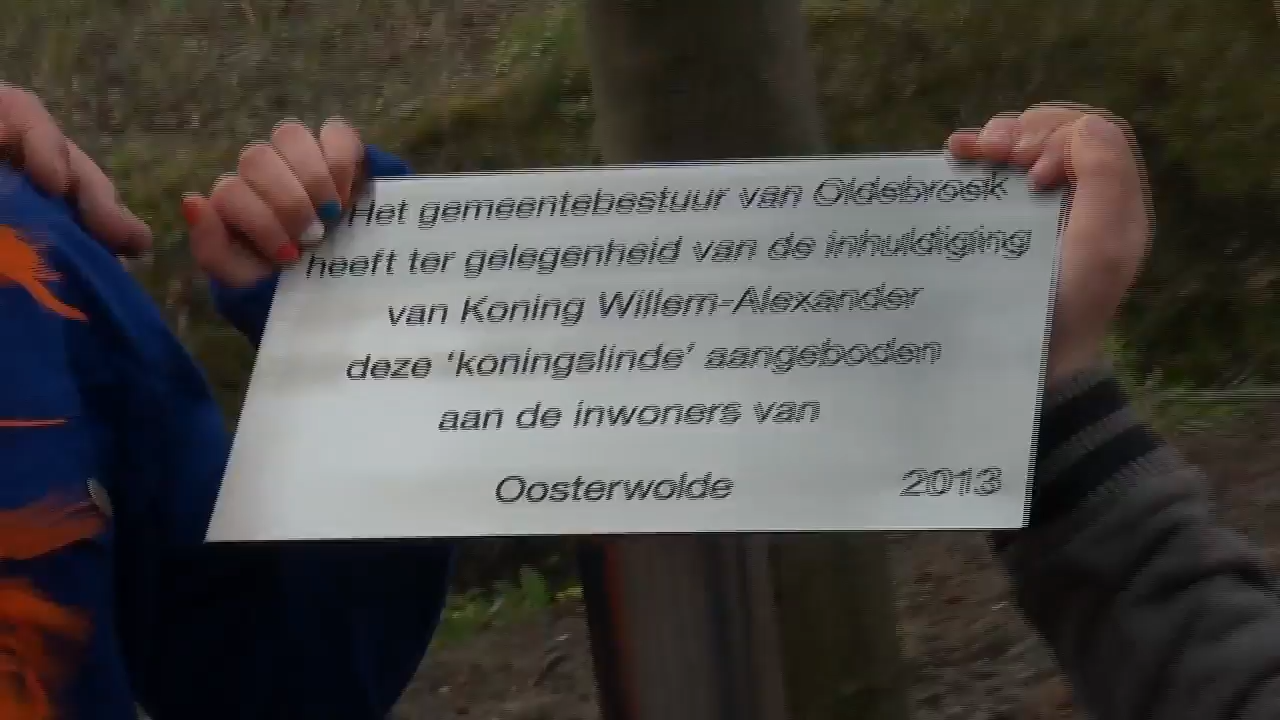 Het gemeentebestuur van Oldebroek
heeft ter gelegenheid van de inhuldiging
van Koning Willem-Alexander
deze ‘koningslinde’ aangeboden
aan de inwoners van
Oosterwolde 2013